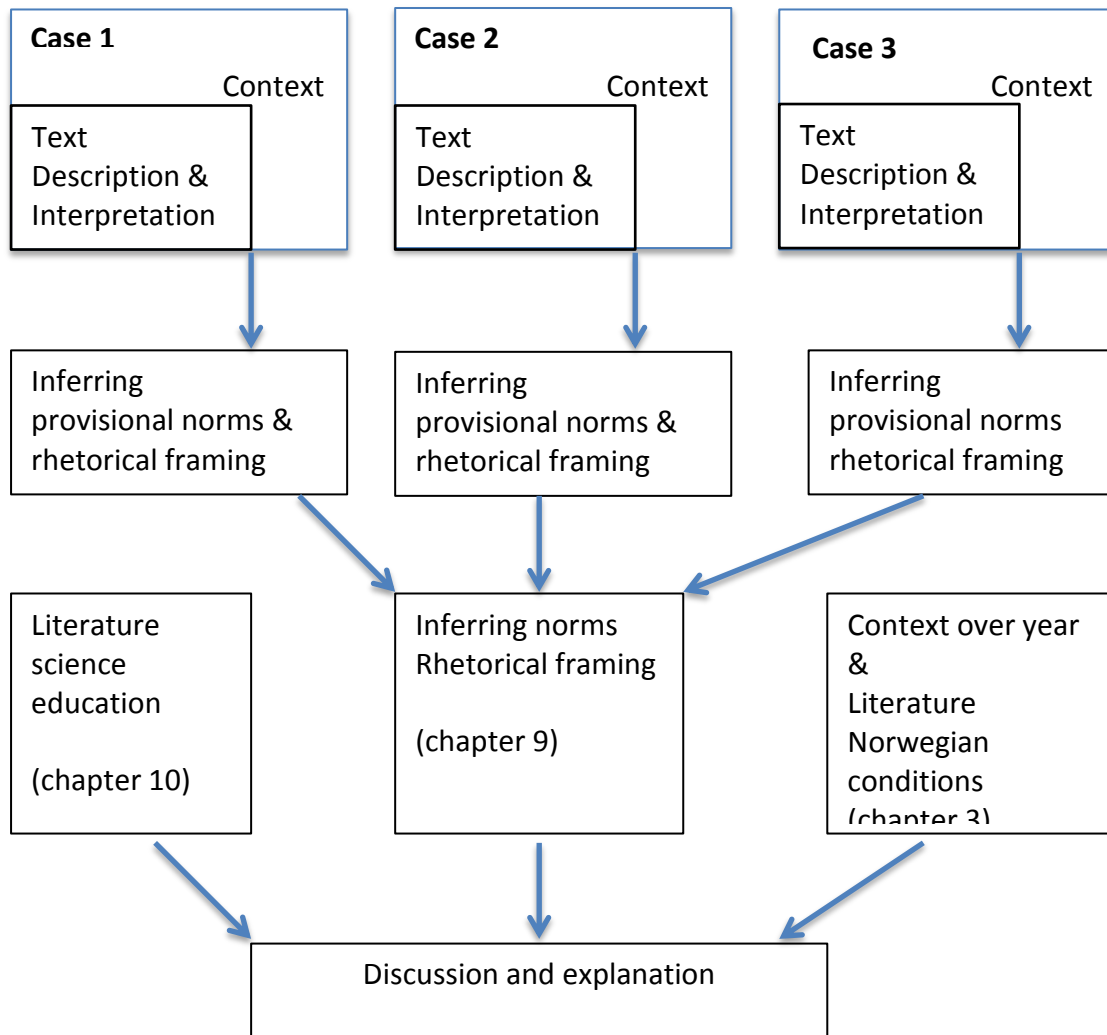 Case 1
Context
Text
Description &
Interpretation
Case 2
Context
Text
Description &
Interpretation
Case 3
Context
Text
Description &
Interpretation
Inferring
provisional norms &
rhetorical framing
Inferring
provisional norms &
rhetorical framing
Inferring
provisional norms
rhetorical framing
Literature
science
education
(chapter 10)
Inferring norms
Rhetorical framing
(chapter 9)
Context over year
&
Literature
Norwegian
conditions
(chapter 3)
Discussion and explanation